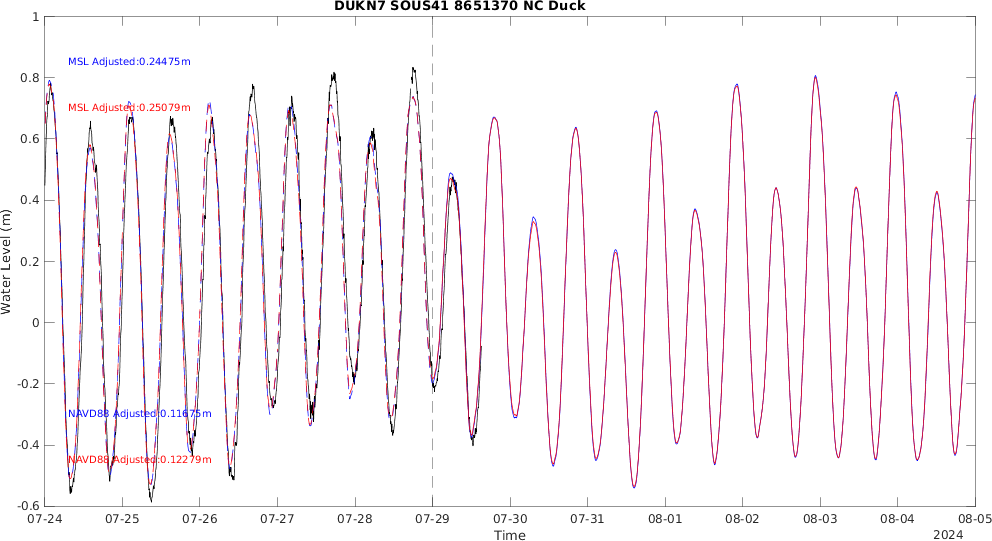 DUKN7 SOUS41 8651370 NC Duck
1
0.8
0.6
0.4
0.2
0
-0.2
-0.4
-0.6
Water Level (m)
MSL Adjusted:0.24475m
MSL Adjusted:0.25079m
NAVD88 Adjusted:0.11675m
NAVD88 Adjusted:0.12279m
07-24 07-25 07-26 07-27 07-28 07-29 07-30 07-31 08-01 08-02 08-03 08-04 08-05
Time
2024